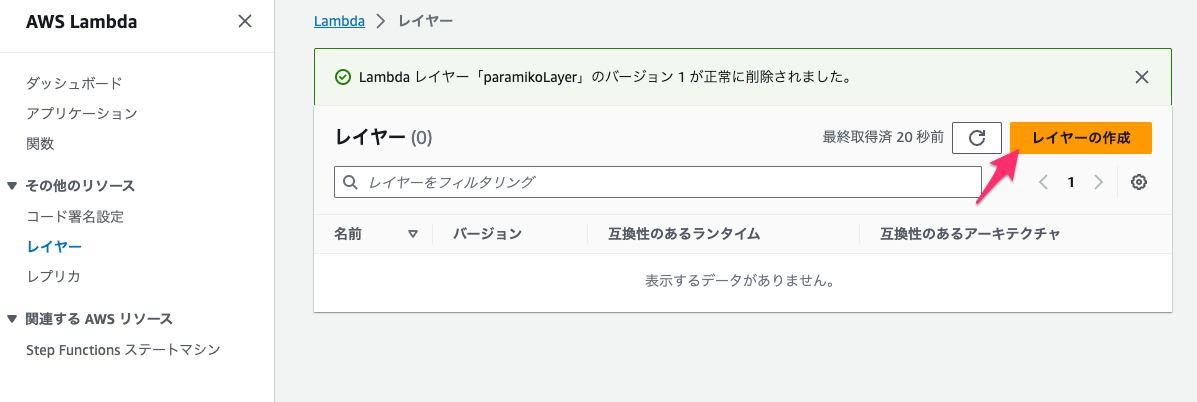 AWS Lambda
ダッシュボード
アプリケーション
関数
その他のリソース
コード署名設定
レイヤー
レプリカ
関連する AWS リソース
Step Functions ステートマシン
Lambda
レイヤー
Lambda レイヤー「paramikoLayer」のバージョン 1 が正常に削除されました。
レイヤー (0)
最終取得済 20 秒前
レイヤーの作成
レイヤーをフィルタリング
1
名前 バージョン 互換性のあるランタイム 互換性のあるアーキテクチャ
表示するデータがありません。